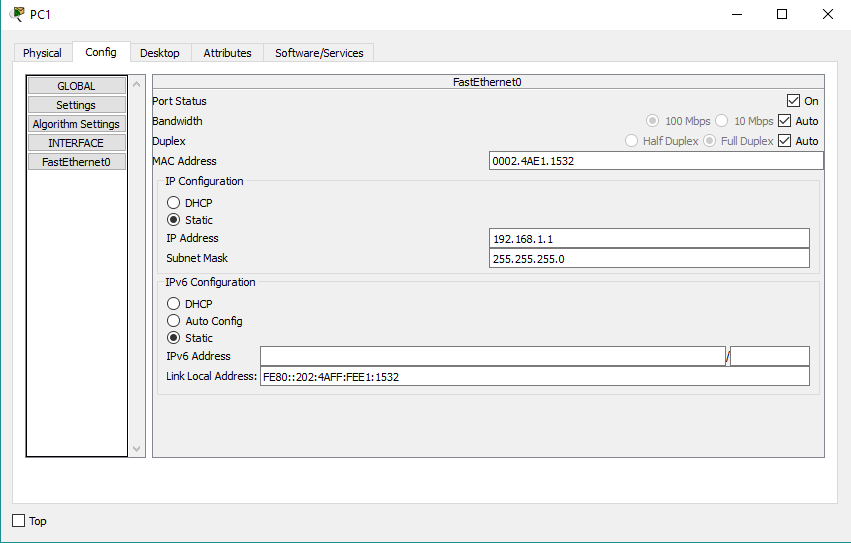 PC1
Physical Config Desktop Attributes Software/Services
GLOBAL
Settings
Algorithm Settings
INTERFACE
FastEthernet0
FastEthernet0
Port Status On
Bandwidth 100 Mbps 10 Mbps Auto
Duplex Half Duplex Full Duplex Auto
MAC Address 0002.4AE1.1532
IP Configuration
DHCP
Static
IP Address 192.168.1.1
Subnet Mask 255.255.255.0
IPv6 Configuration
DHCP
Auto Config
Static
IPv6 Address /
Link Local Address: FE80::202:4AFF:FEE1:1532
Top